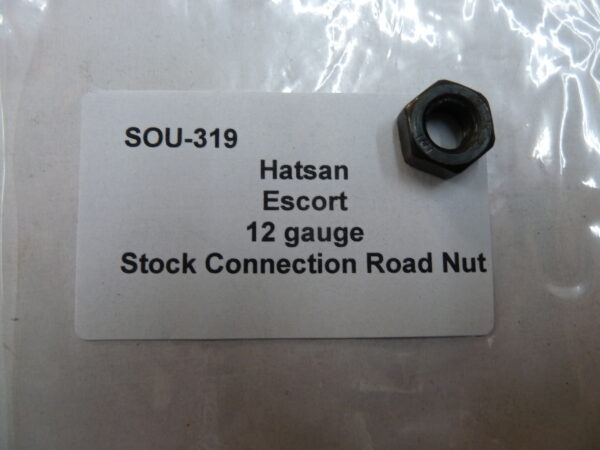 SOU-319
Hatsan
Escort
12 gauge
Stock Connection Road Nut